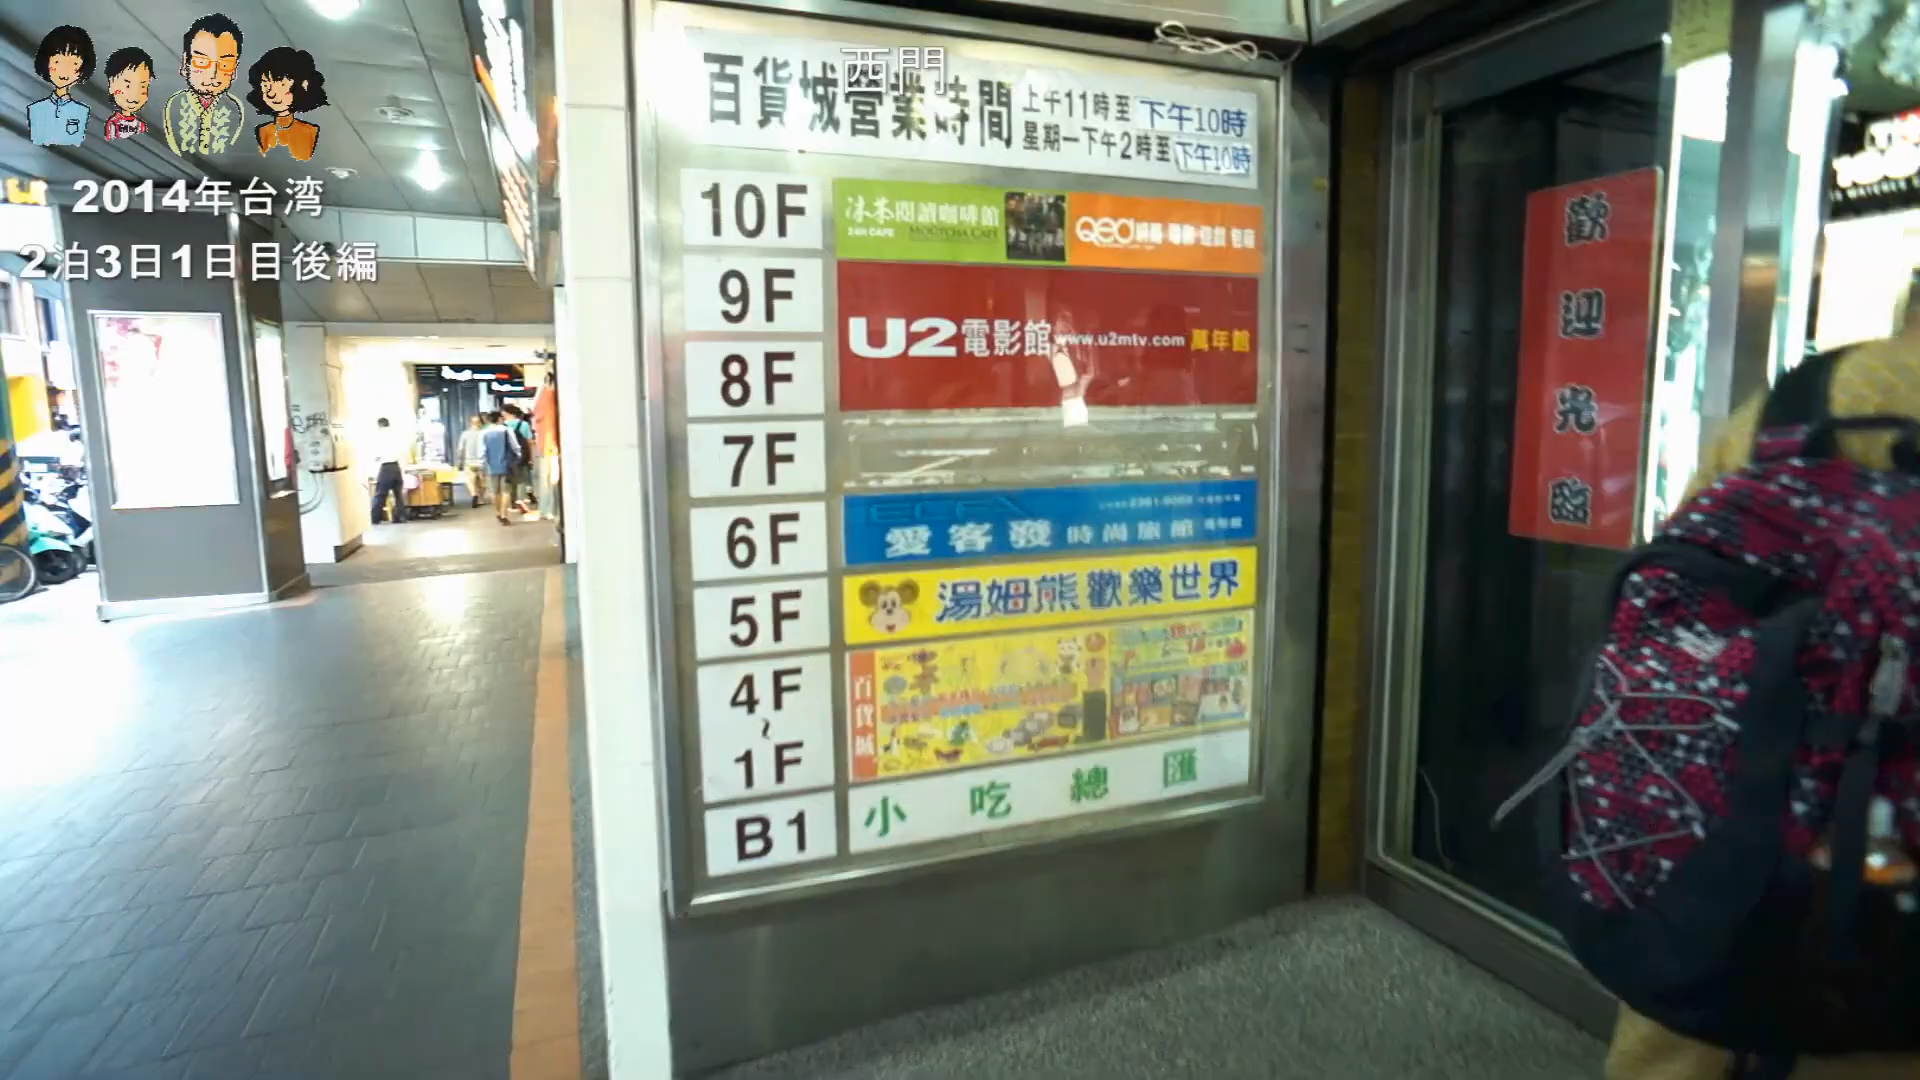 西門
2014年台湾
2泊3日1日目後編
百貨城營業時間
上午11時至下午10時
星期一下午2時至下午10時
10F
沐茶閱讀咖啡館
24H CAFE
MOOTCHA CAFE
9F
8F
U2電影館www.u2mtv.com 萬年館
7F
6F
愛客發時尚旅館
5F
湯姆熊歡樂世界
4F
~
1F
百貨城
B1
小吃總匯
歡迎光臨